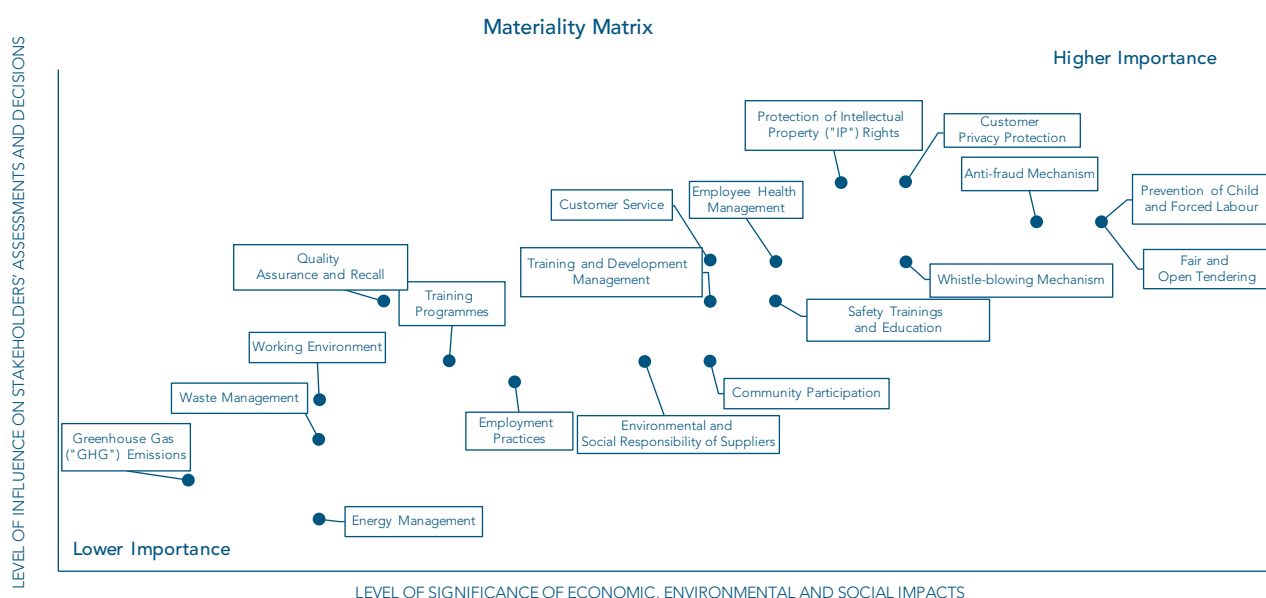 Materiality Matrix
Higher Importance
LEVEL OF INFLUENCE ON STAKEHOLDERS' ASSESSMENTS AND DECISIONS
Protection of Intellectual
Property ("IP") Rights
Customer
Privacy Protection
Anti-fraud Mechanism
Prevention of Child
and Forced Labour
Employee Health
Management
Customer Service
Quality
Assurance and Recall
Training and Development
Management
Fair and
Open Tendering
Whistle-blowing Mechanism
Training
Programmes
Safety Trainings
and Education
Working Environment
Waste Management
Community Participation
Employment
Practices
Environmental and
Social Responsibility of Suppliers
Greenhouse Gas
("GHG") Emissions
Energy Management
Lower Importance
LEVEL OF SIGNIFICANCE OF ECONOMIC, ENVIRONMENTAL AND SOCIAL IMPACTS